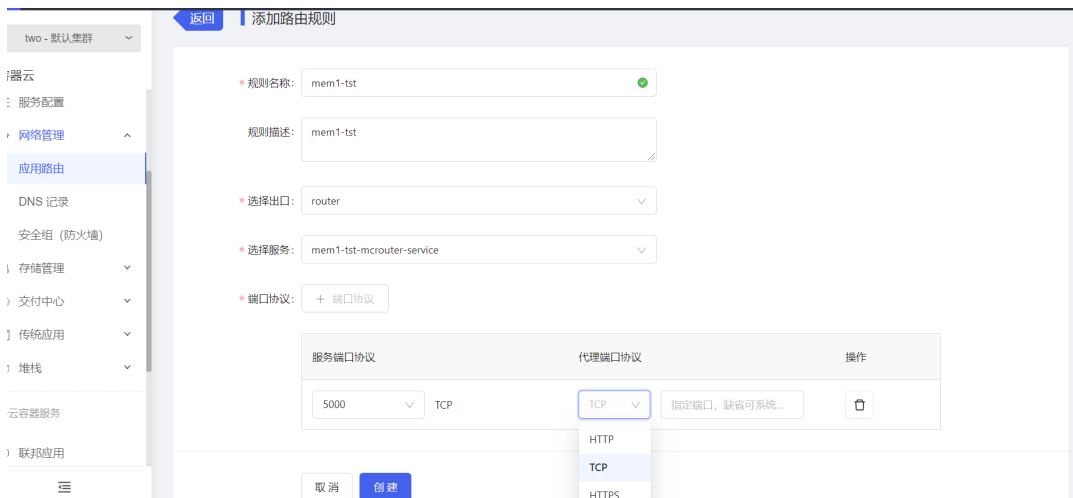 返回
添加路由规则
two - 默认集群
容器云
服务配置
网络管理
应用路由
DNS 记录
安全组（防火墙）
存储管理
交付中心
传统应用
堆栈
云容器服务
联邦应用
* 规则名称: mem1-tst
规则描述: mem1-tst
* 选择出口: router
* 选择服务: mem1-tst-mcrouter-service
* 端口协议: + 端口协议
服务端口协议 代理端口协议 操作
5000 TCP TCP 指定端口，缺省可系统...
HTTP
TCP
HTTPS
取消 创建